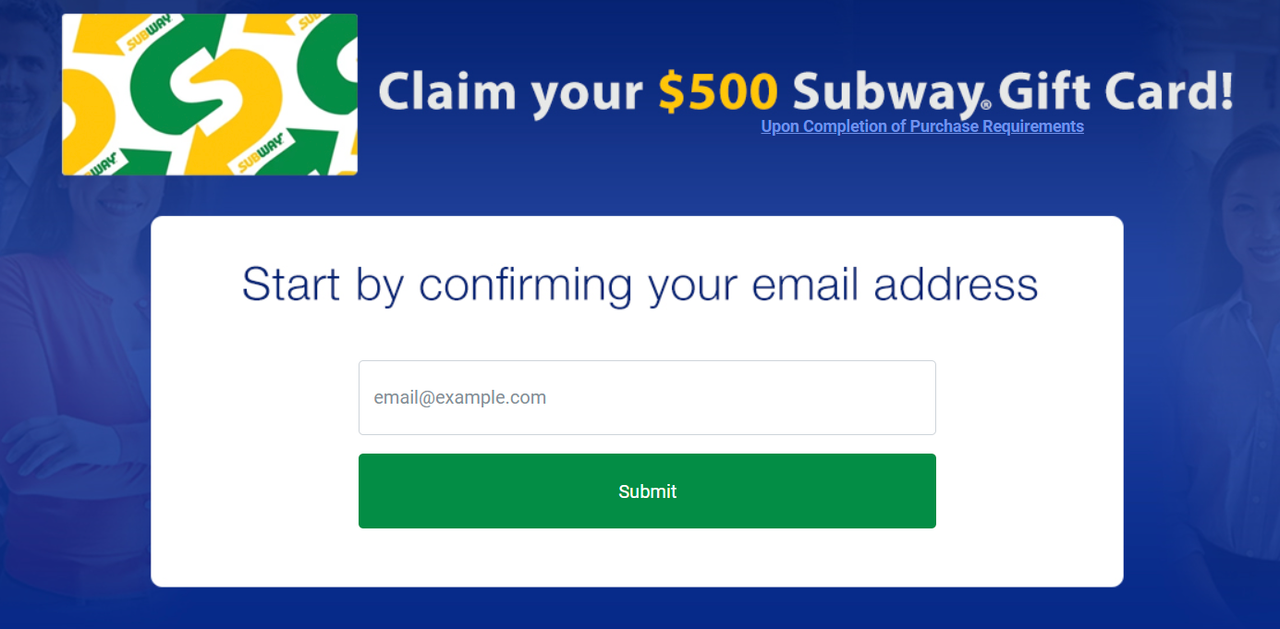 SUBWAY
SUBWAY
Claim your $500 Subway® Gift Card!
Upon Completion of Purchase Requirements
SUBWAY
Start by confirming your email address
email@example.com
Submit